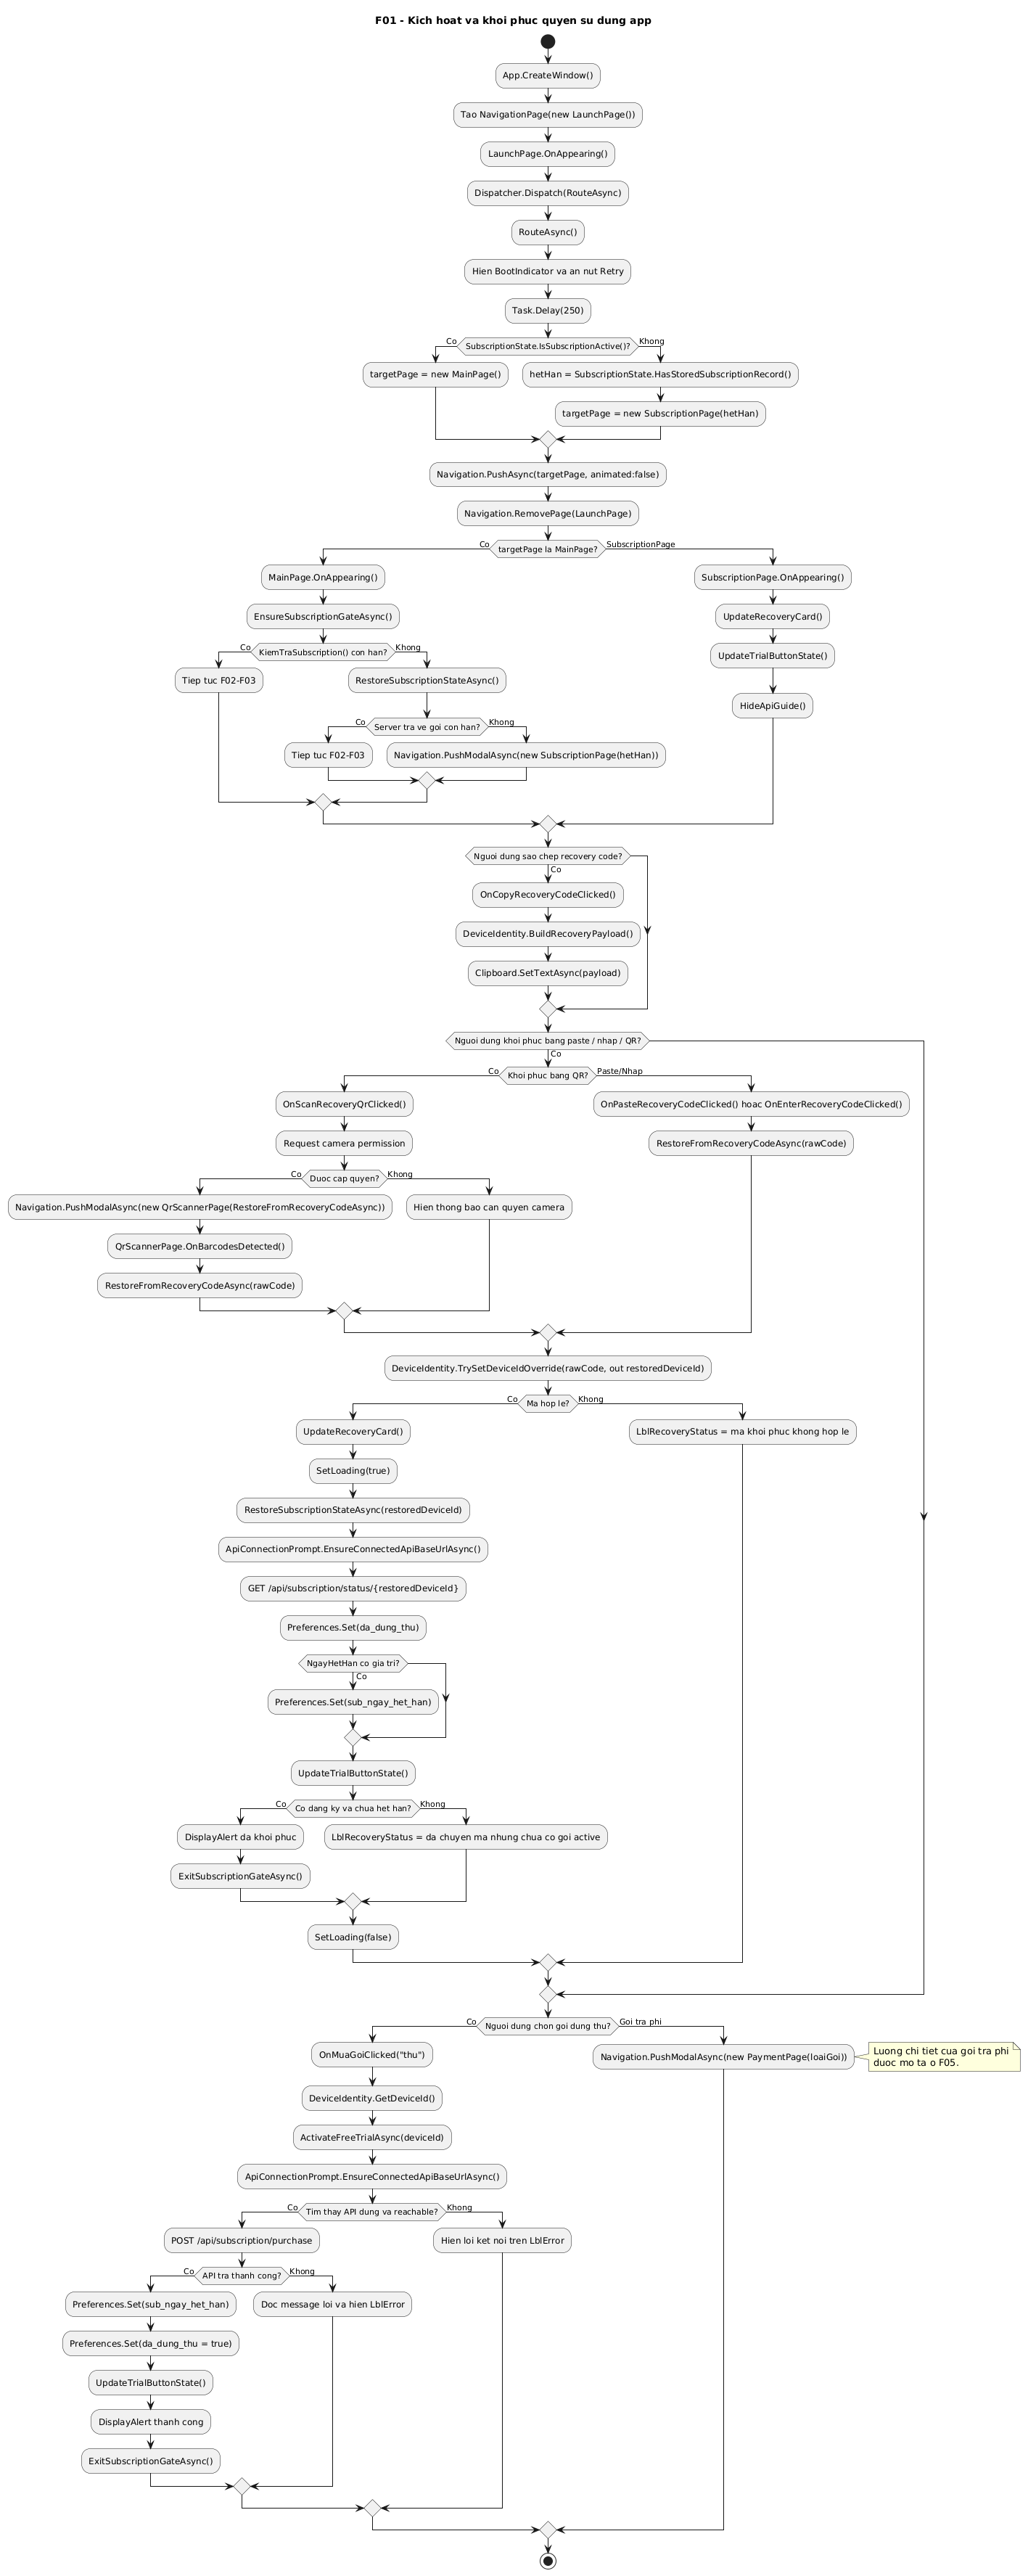 F01 - Kich hoat va khoi phuc quyen su dung app
App.CreateWindow()
Tao NavigationPage(new LaunchPage())
LaunchPage.OnAppearing()
Dispatcher.Dispatch(RouteAsync)
RouteAsync()
Hien BootIndicator va an nut Retry
Task.Delay(250)
Co
SubscriptionState.IsSubscriptionActive()?
Khong
targetPage = new MainPage()
hetHan = SubscriptionState.HasStoredSubscriptionRecord()
targetPage = new SubscriptionPage(hetHan)
Navigation.PushAsync(targetPage, animated:false)
Navigation.RemovePage(LaunchPage)
Co
targetPage la MainPage?
SubscriptionPage
MainPage.OnAppearing()
SubscriptionPage.OnAppearing()
EnsureSubscriptionGateAsync()
UpdateRecoveryCard()
Co
KiemTraSubscription() con han?
Khong
UpdateTrialButtonState()
Tiep tuc F02-F03
RestoreSubscriptionStateAsync()
HideApiGuide()
Co
Server tra ve goi con han?
Khong
Tiep tuc F02-F03
Navigation.PushModalAsync(new SubscriptionPage(hetHan))
Nguoi dung sao chep recovery code?
Co
OnCopyRecoveryCodeClicked()
DeviceIdentity.BuildRecoveryPayload()
Clipboard.SetTextAsync(payload)
Nguoi dung khoi phuc bang paste / nhap / QR?
Co
Co
Khoi phuc bang QR?
Paste/Nhap
OnScanRecoveryQrClicked()
OnPasteRecoveryCodeClicked() hoac OnEnterRecoveryCodeClicked()
Request camera permission
RestoreFromRecoveryCodeAsync(rawCode)
Co
Duoc cap quyen?
Khong
Navigation.PushModalAsync(new QrScannerPage(RestoreFromRecoveryCodeAsync))
Hien thong bao can quyen camera
QrScannerPage.OnBarcodesDetected()
RestoreFromRecoveryCodeAsync(rawCode)
DeviceIdentity.TrySetDeviceIdOverride(rawCode, out restoredDeviceId)
Co
Ma hop le?
Khong
UpdateRecoveryCard()
LblRecoveryStatus = ma khoi phuc khong hop le
SetLoading(true)
RestoreSubscriptionStateAsync(restoredDeviceId)
ApiConnectionPrompt.EnsureConnectedApiBaseUrlAsync()
GET /api/subscription/status/{restoredDeviceId}
Preferences.Set(da_dung_thu)
NgayHetHan co gia tri?
Co
Preferences.Set(sub_ngay_het_han)
UpdateTrialButtonState()
Co
Co dang ky va chua het han?
Khong
DisplayAlert da khoi phuc
LblRecoveryStatus = da chuyen ma nhung chua co goi active
ExitSubscriptionGateAsync()
SetLoading(false)
Co
Nguoi dung chon goi dung thu?
Goi tra phi
OnMuaGoiClicked("thu")
Navigation.PushModalAsync(new PaymentPage(loaiGoi))
Luong chi tiet cua goi tra phi
duoc mo ta o F05.
DeviceIdentity.GetDeviceId()
ActivateFreeTrialAsync(deviceId)
ApiConnectionPrompt.EnsureConnectedApiBaseUrlAsync()
Co
Tim thay API dung va reachable?
Khong
POST /api/subscription/purchase
Hien loi ket noi tren LblError
Co
API tra thanh cong?
Khong
Preferences.Set(sub_ngay_het_han)
Doc message loi va hien LblError
Preferences.Set(da_dung_thu = true)
UpdateTrialButtonState()
DisplayAlert thanh cong
ExitSubscriptionGateAsync()